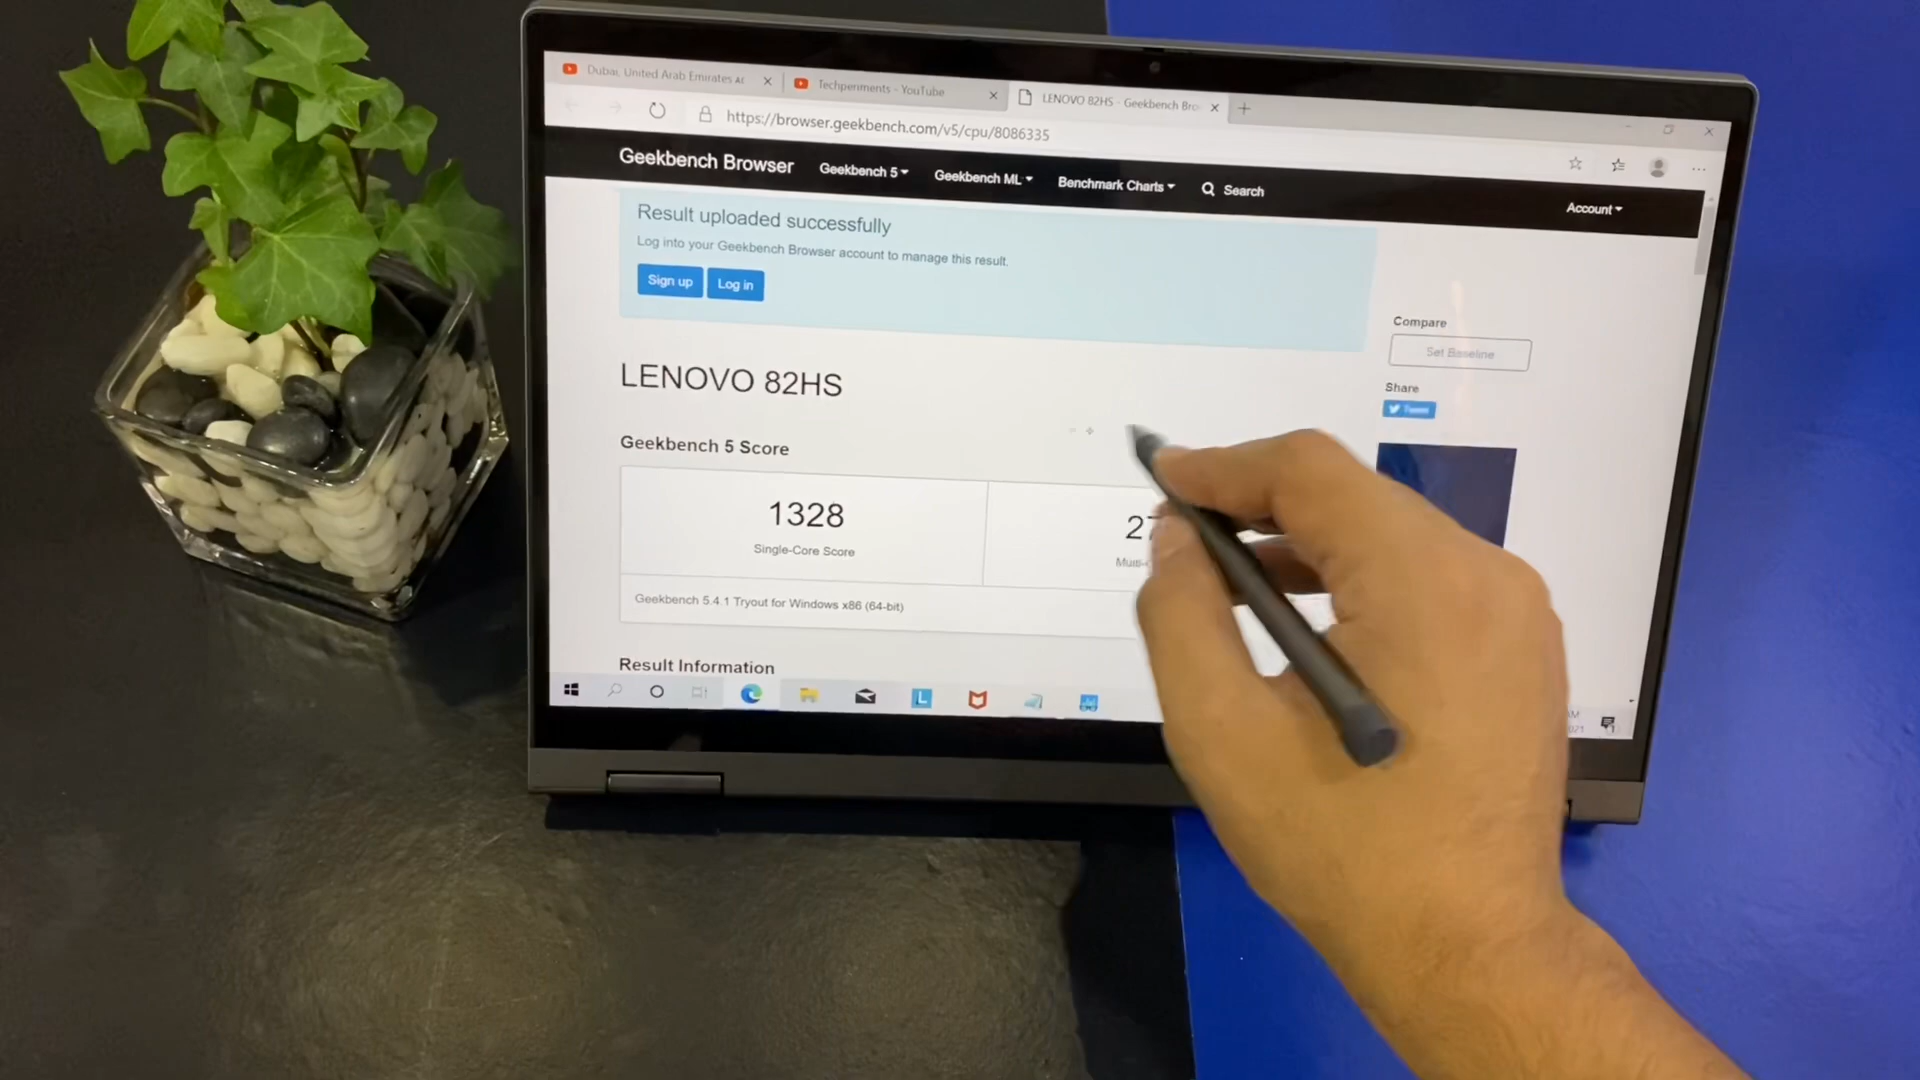 Dubai, United Arab Emirates
Techperiments - YouTube
LENOVO 82HS - Geekbench Bro
https://browser.geekbench.com/v5/cpu/8086335
Geekbench Browser
Geekbench 5
Geekbench ML
Benchmark Charts
Search
Account
Result uploaded successfully
Log into your Geekbench Browser account to manage this result.
Sign up
Log in
Compare
Set Baseline
Share
Tweet
LENOVO 82HS
Geekbench 5 Score
1328
Single-Core Score
Geekbench 5.4.1 Tryout for Windows x86 (64-bit)
Result Information
L